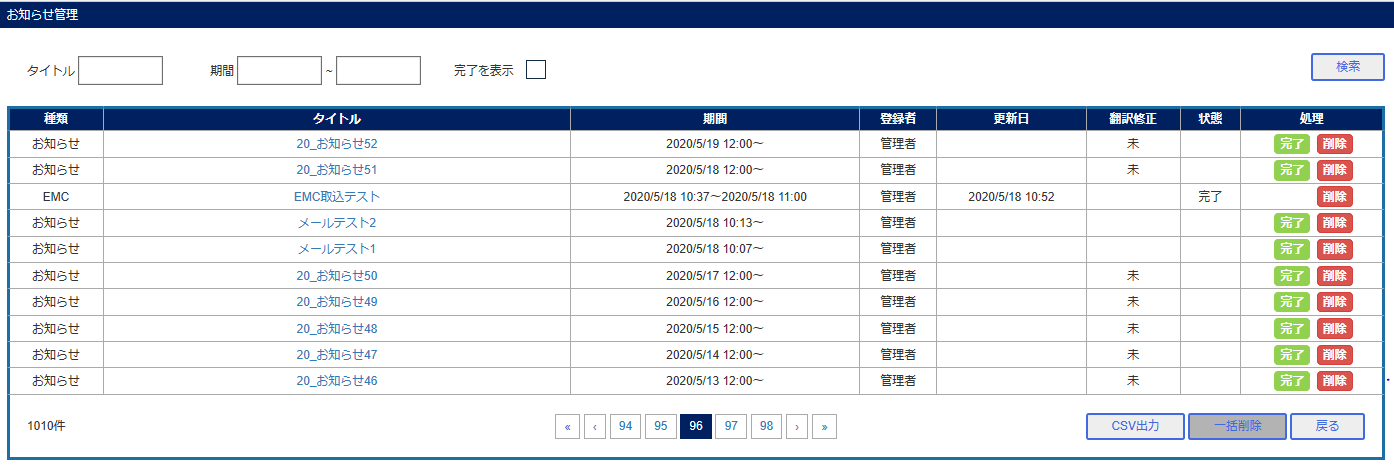 お知らせ管理
タイトル 期間 ~ 完了を表示 検索
種類 タイトル 期間 登録者 更新日 翻訳修正 状態 処理
お知らせ 20_お知らせ52 2020/5/19 12:00～ 管理者 未 完了 削除
お知らせ 20_お知らせ51 2020/5/18 12:00～ 管理者 未 完了 削除
EMC EMC取込テスト 2020/5/18 10:37～2020/5/18 11:00 管理者 2020/5/18 10:52 完了 削除
お知らせ メールテスト2 2020/5/18 10:13～ 管理者 完了 削除
お知らせ メールテスト1 2020/5/18 10:07～ 管理者 完了 削除
お知らせ 20_お知らせ50 2020/5/17 12:00～ 管理者 未 完了 削除
お知らせ 20_お知らせ49 2020/5/16 12:00～ 管理者 未 完了 削除
お知らせ 20_お知らせ48 2020/5/15 12:00～ 管理者 未 完了 削除
お知らせ 20_お知らせ47 2020/5/14 12:00～ 管理者 未 完了 削除
お知らせ 20_お知らせ46 2020/5/13 12:00～ 管理者 未 完了 削除
1010件 « ‹ 94 95 96 97 98 › » CSV出力 一括削除 戻る